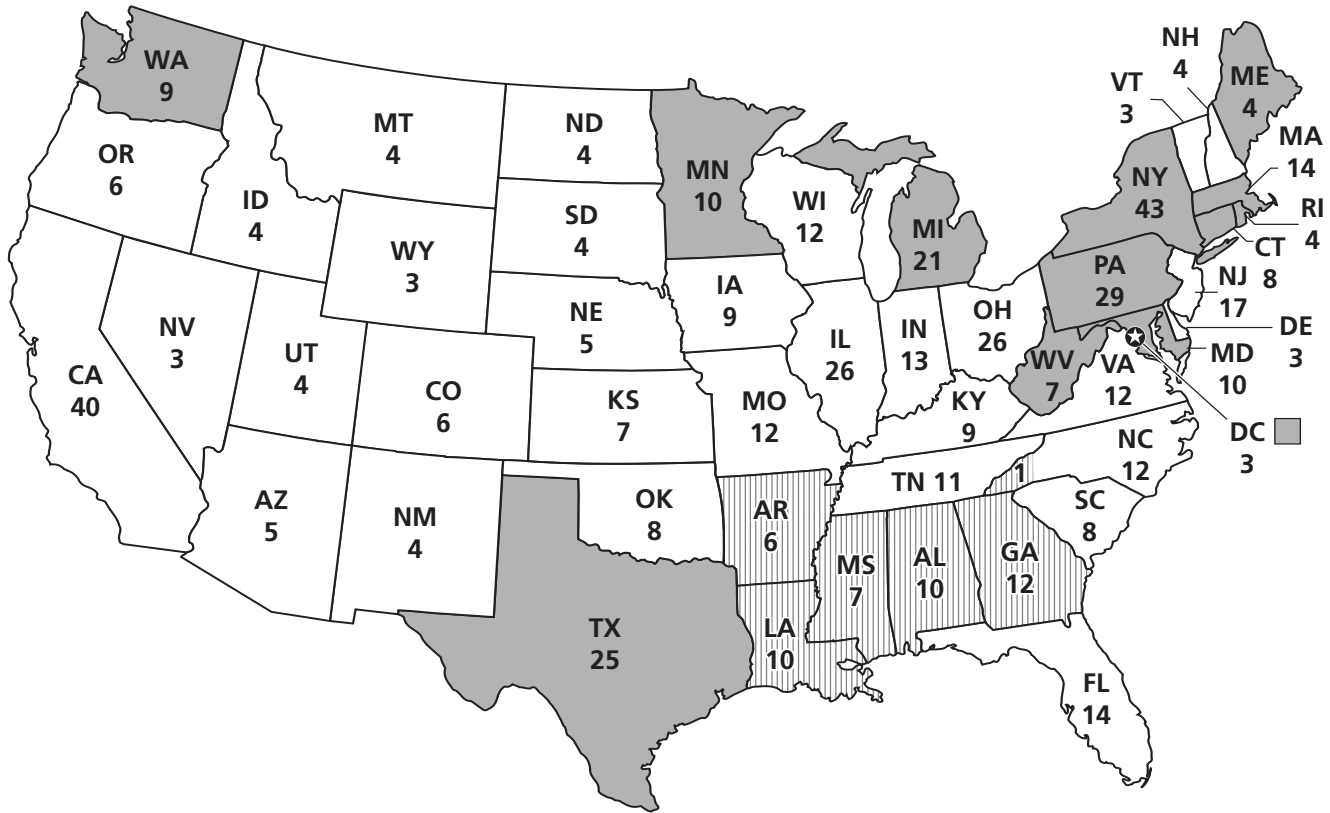 WA
9
OR
6
CA
40
NV
3
ID
4
MT
4
WY
3
UT
4
AZ
5
CO
6
NM
4
ND
4
SD
4
NE
5
KS
7
OK
8
TX
25
MN
10
IA
9
MO
12
AR
6
LA
10
WI
12
IL
26
MI
21
IN
13
OH
26
KY
9
TN 11
1
MS
7
AL
10
GA
12
FL
14
SC
8
NC
12
VA
12
WV
7
PA
29
NY
43
VT
3
NH
4
ME
4
MA
14
RI
4
CT
8
NJ
17
DE
3
MD
10
DC
3